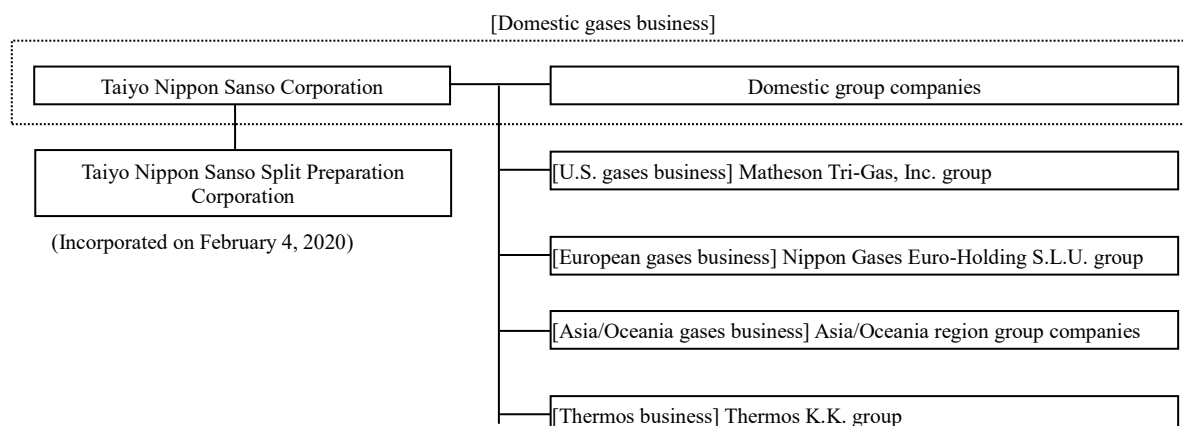 [Domestic gases business]
Taiyo Nippon Sanso Corporation
Domestic group companies
Taiyo Nippon Sanso Split Preparation
Corporation
(Incorporated on February 4, 2020)
[U.S. gases business] Matheson Tri-Gas, Inc. group
[European gases business] Nippon Gases Euro-Holding S.L.U. group
[Asia/Oceania gases business] Asia/Oceania region group companies
[Thermos business] Thermos K.K. group